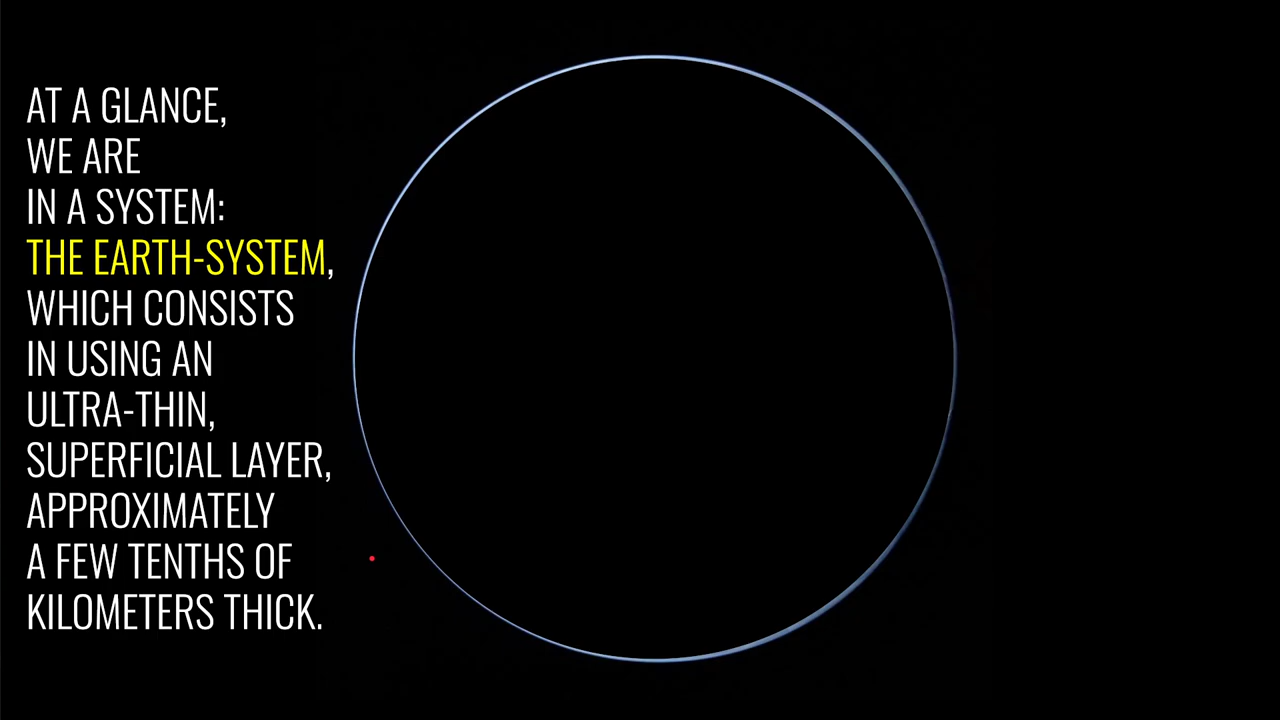 AT A GLANCE,
WE ARE
IN A SYSTEM:
THE EARTH-SYSTEM,
WHICH CONSISTS
IN USING AN
ULTRA-THIN,
SUPERFICIAL LAYER,
APPROXIMATELY
A FEW TENTHS OF
KILOMETERS THICK.